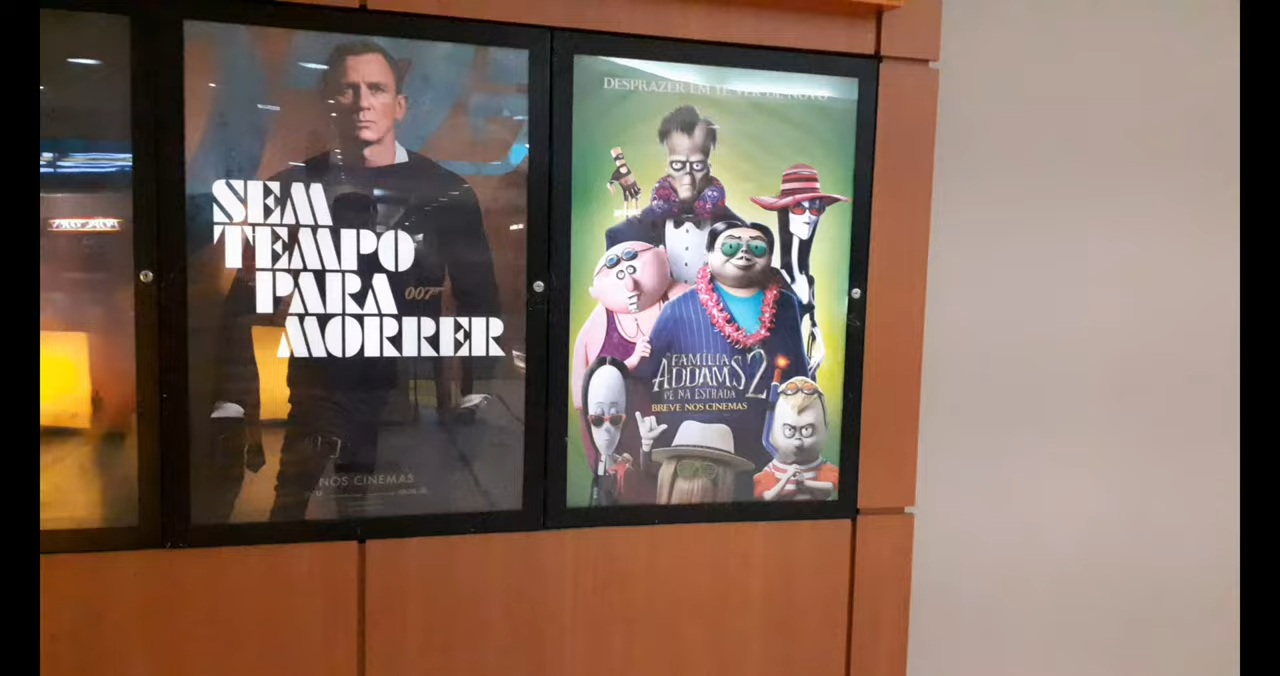 SEM
TEMPO
PARA
007
MORRER
NOS CINEMAS
DESPRAZER EM TE VER DE NOVO
A FAMÍLIA
ADDAMS 2
PÉ NA ESTRADA
BREVE NOS CINEMAS